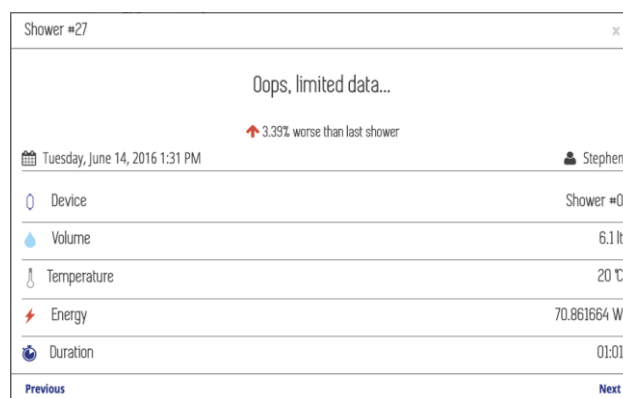 Shower #27 x
Oops, limited data...
3.39% worse than last shower
Tuesday, June 14, 2016 1:31 PM Stephen
Device Shower #0
Volume 6.1 lt
Temperature 20 ℃
Energy 70.861664 W
Duration 01:01
Previous Next